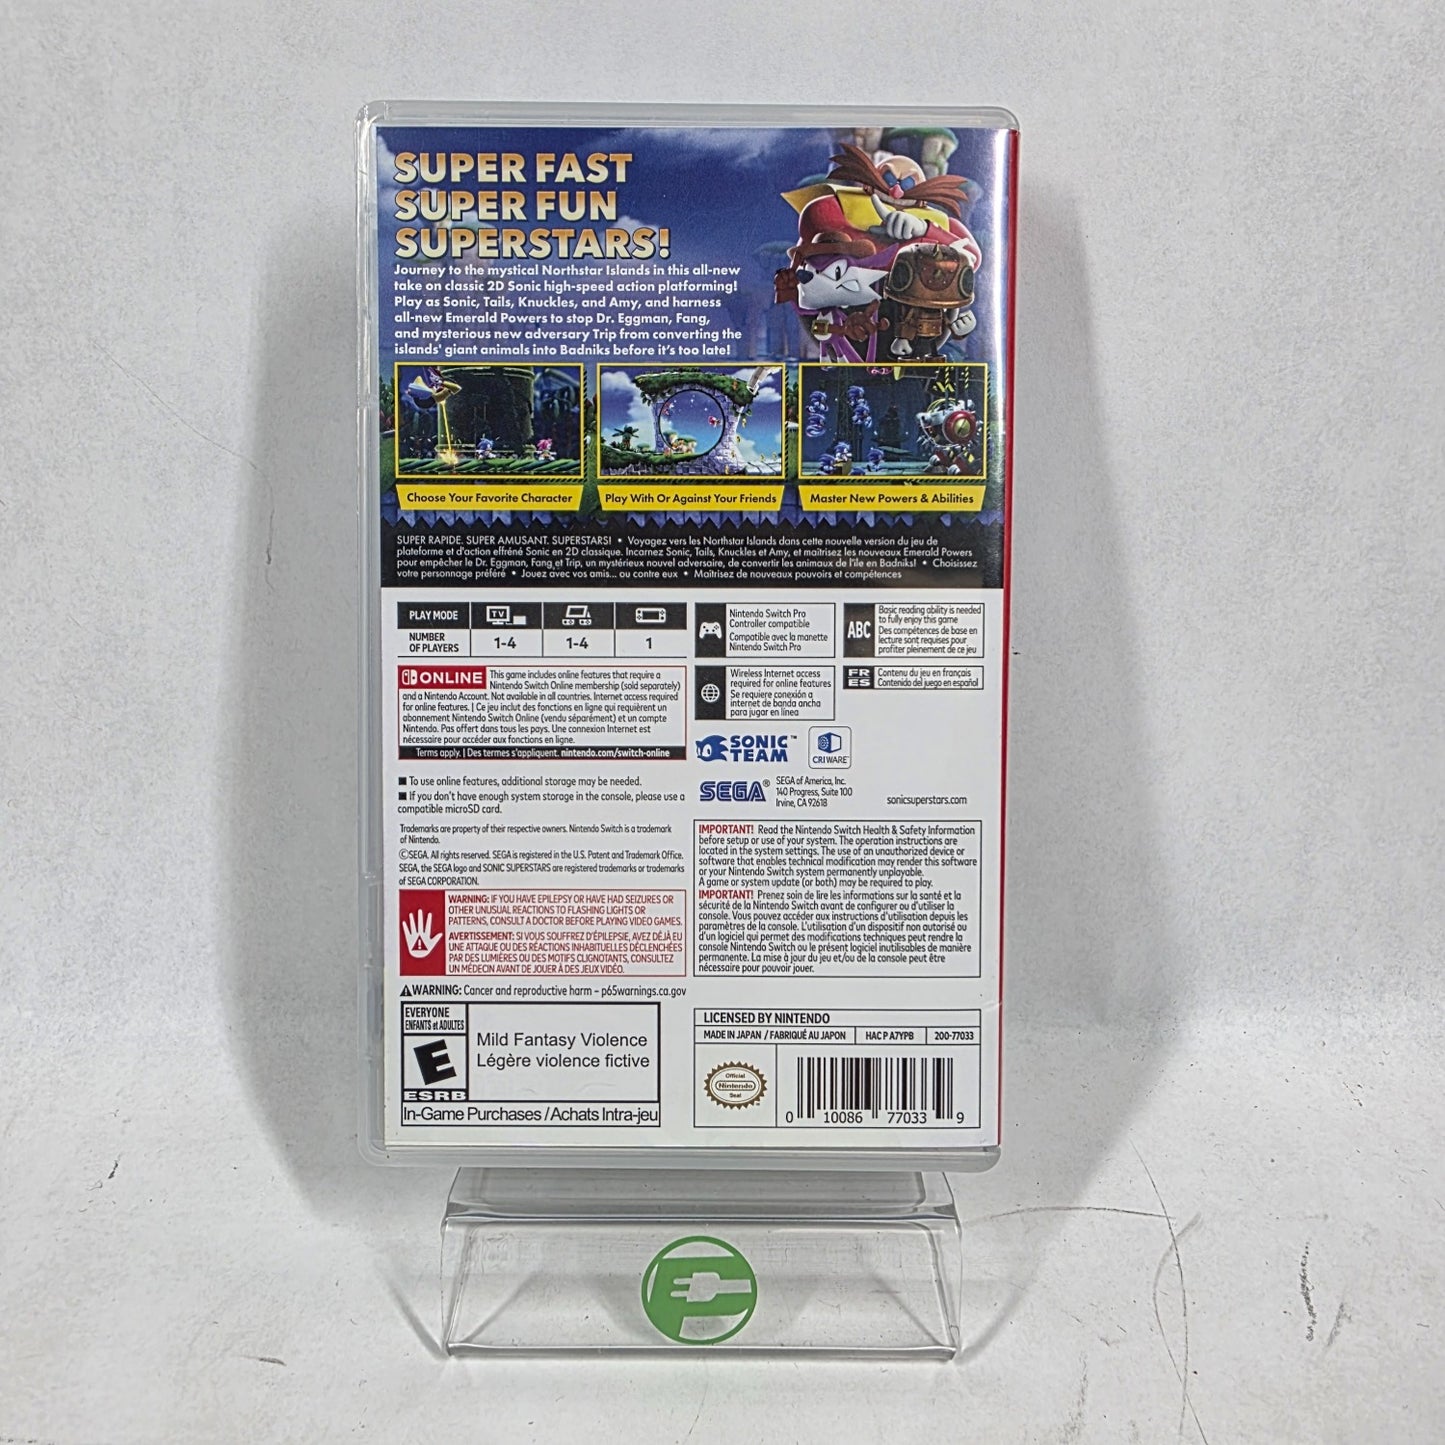 SUPER FAST
SUPER FUN
SUPERSTARS!
Journey to the mystical Northstar Islands in this all-new
take on classic 2D Sonic high-speed action platforming!
Play as Sonic, Tails, Knuckles, and Amy, and harness
all-new Emerald Powers to stop Dr. Eggman, Fang,
and mysterious new adversary Trip from converting the
islands' giant animals into Badniks before it's too late!
Choose Your Favorite Character
Play With Or Against Your Friends
Master New Powers & Abilities
SUPER RAPIDE. SUPER AMUSANT. SUPERSTARS! • Voyagez vers les Northstar Islands dans cette nouvelle version du jeu de
plateforme et d'action effréné Sonic en 2D classique. Incarnez Sonic, Tails, Knuckles et Amy, et maîtrisez les nouveaux Emerald Powers
pour empêcher le Dr. Eggman, Fang et Trip, un mystérieux nouvel adversaire, de convertir les animaux de l'île en Badniks! • Choisissez
votre personnage préféré • Jouez avec vos amis... ou contre eux • Maîtrisez de nouveaux pouvoirs et compétences
PLAY MODE
TV
NUMBER
OF PLAYERS
1-4
1-4
1
Nintendo Switch Pro
Controller compatible
Compatible avec la manette
Nintendo Switch Pro
ABC
Basic reading ability is needed
to fully enjoy this game
Des compétences de base en
lecture sont requises pour
profiter pleinement de ce jeu
ONLINE
This game includes online features that require a
Nintendo Switch Online membership (sold separately)
and a Nintendo Account. Not available in all countries. Internet access required
for online features. | Ce jeu inclut des fonctions en ligne qui requièrent un
abonnement Nintendo Switch Online (vendu séparément) et un compte
Nintendo. Pas offert dans tous les pays. Une connexion Internet est
nécessaire pour accéder aux fonctions en ligne.
Terms apply. | Des termes s'appliquent. nintendo.com/switch-online
Wireless Internet access
required for online features
Se requiere conexión a
internet de banda ancha
para jugar en línea
FR
ES
Contenu du jeu en français
Contenido del juego en español
SONIC
TEAM
™
CRIWARE
■ To use online features, additional storage may be needed.
■ If you don't have enough system storage in the console, please use a
compatible microSD card.
SEGA®
SEGA of America, Inc.
140 Progress, Suite 100
Irvine, CA 92618
sonicsuperstars.com
Trademarks are property of their respective owners. Nintendo Switch is a trademark
of Nintendo.
©SEGA. All rights reserved. SEGA is registered in the U.S. Patent and Trademark Office.
SEGA, the SEGA logo and SONIC SUPERSTARS are registered trademarks or trademarks
of SEGA CORPORATION.
IMPORTANT! Read the Nintendo Switch Health & Safety Information
before setup or use of your system. The operation instructions are
located in the system settings. The use of an unauthorized device or
software that enables technical modification may render this software
or your Nintendo Switch system permanently unplayable.
A game or system update (or both) may be required to play.
IMPORTANT! Prenez soin de lire les informations sur la santé et la
sécurité de la Nintendo Switch avant de configurer ou d'utiliser la
console. Vous pouvez accéder aux instructions d'utilisation depuis les
paramètres de la console. L'utilisation d'un dispositif non autorisé ou
d'un logiciel qui permet des modifications techniques peut rendre la
console Nintendo Switch ou le présent logiciel inutilisables de manière
permanente. La mise à jour du jeu et/ou de la console peut être
nécessaire pour pouvoir jouer.
WARNING: IF YOU HAVE EPILEPSY OR HAVE HAD SEIZURES OR
OTHER UNUSUAL REACTIONS TO FLASHING LIGHTS OR
PATTERNS, CONSULT A DOCTOR BEFORE PLAYING VIDEO GAMES.
AVERTISSEMENT: SI VOUS SOUFFREZ D'ÉPILEPSIE, AVEZ DÉJÀ EU
UNE ATTAQUE OU DES RÉACTIONS INHABITUELLES DÉCLENCHÉES
PAR DES LUMIÈRES OU DES MOTIFS CLIGNOTANTS, CONSULTEZ
UN MÉDECIN AVANT DE JOUER À DES JEUX VIDÉO.
WARNING: Cancer and reproductive harm – p65warnings.ca.gov
EVERYONE
ENFANTS et ADULTES
E
ESRB
Mild Fantasy Violence
Légère violence fictive
In-Game Purchases / Achats Intra-jeu
LICENSED BY NINTENDO
MADE IN JAPAN / FABRIQUÉ AU JAPON
HAC P A7YPB
200-77033
Official
Nintendo
Seal
0 10086 77033 9